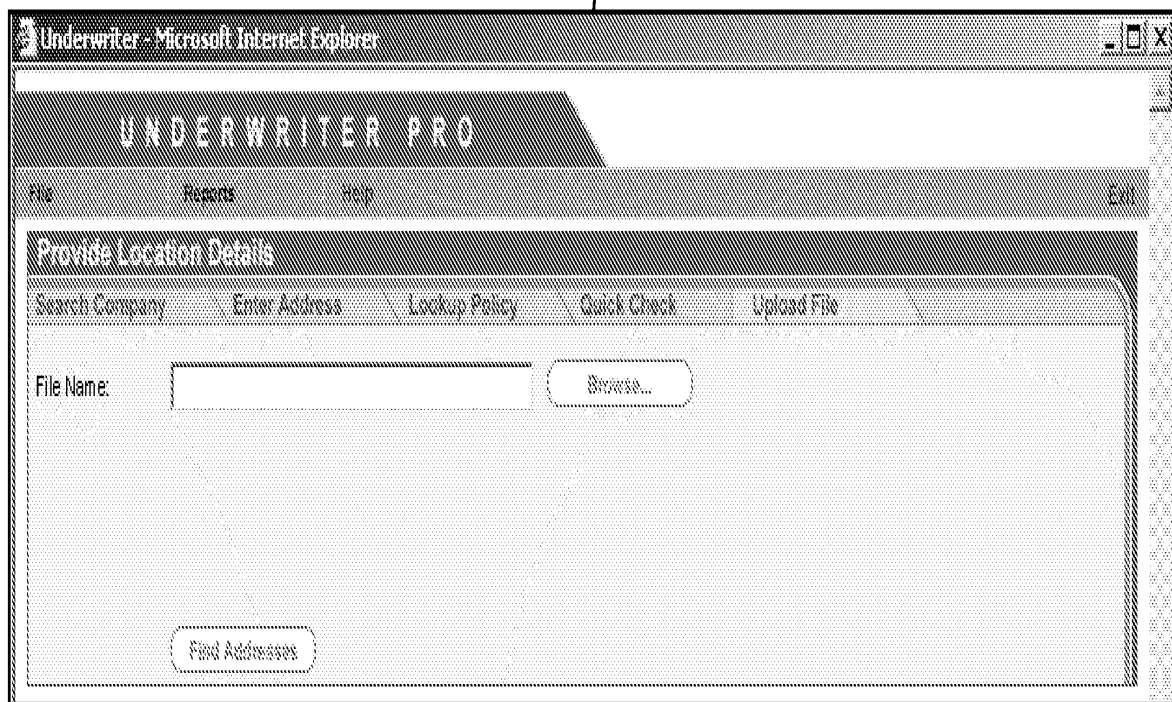 Underwriter - Microsoft Internet Explorer
UNDERWRITER PRO
File Reports Help Exit
Provide Location Details
Search Company Enter Address Lookup Policy Quick Check Upload File
File Name: Browse...
Find Addresses